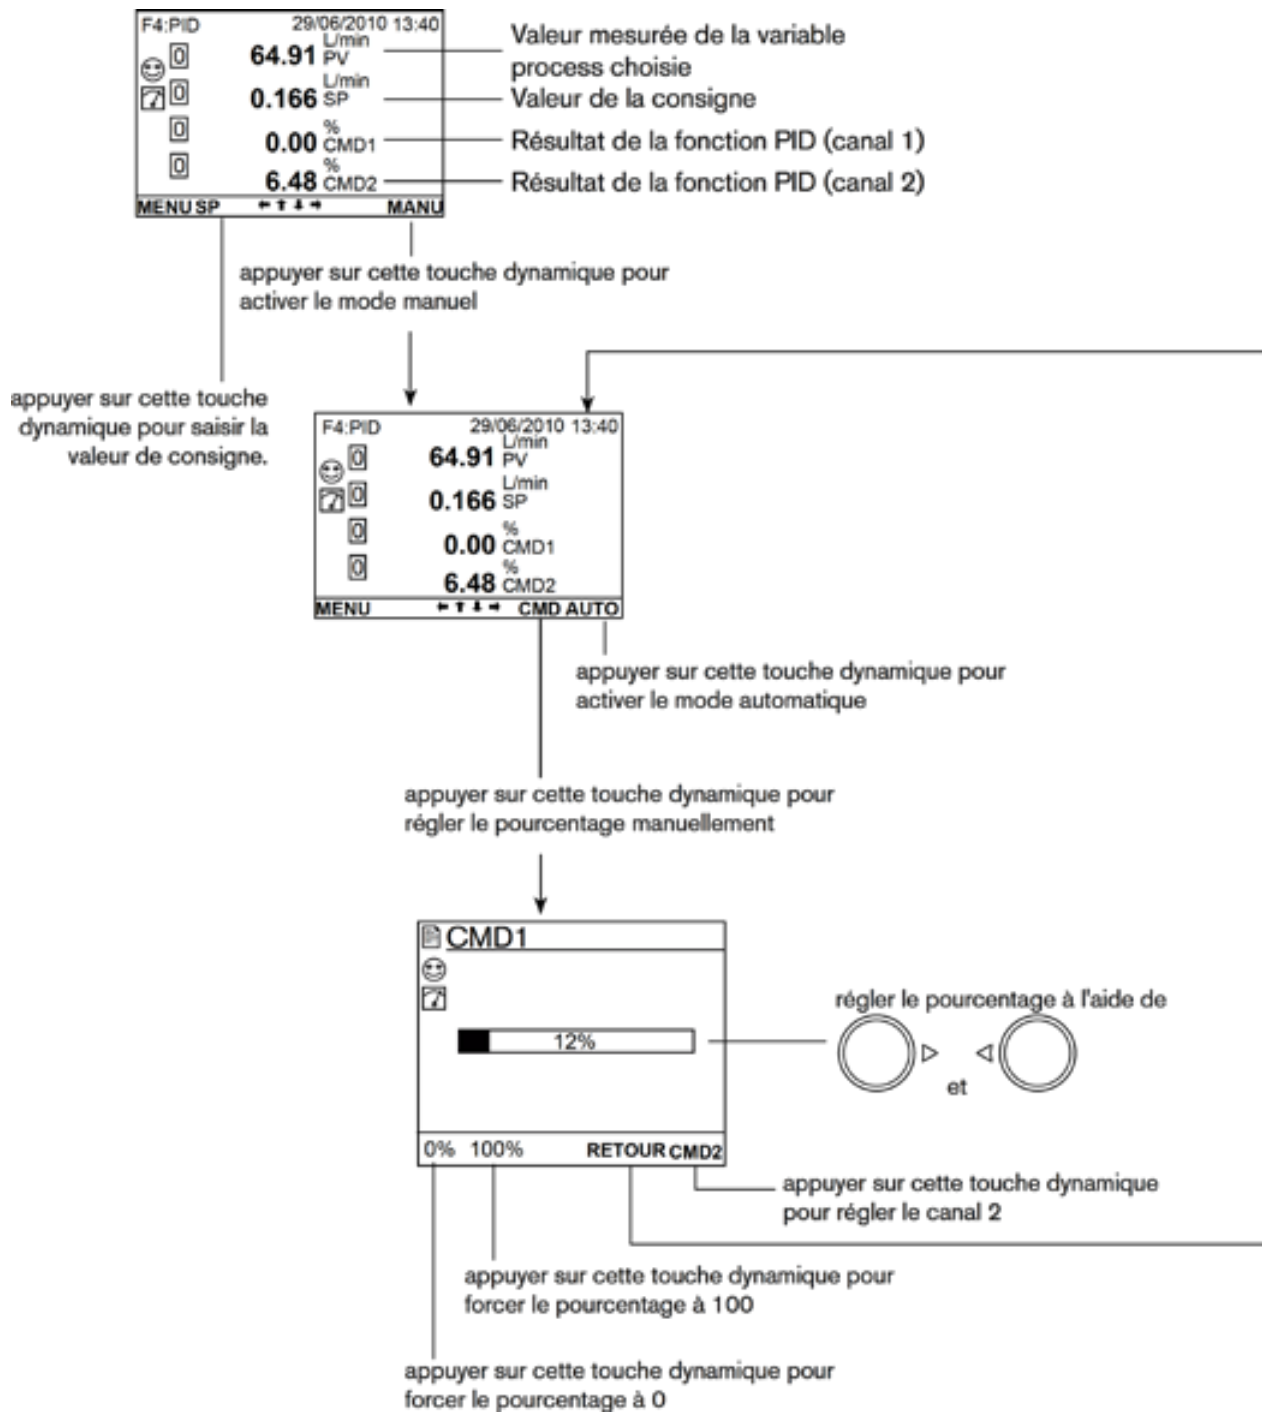 F4:PID 29/06/2010 13:40
0 64.91 L/min PV
0 0.166 L/min SP
0 0.00 % CMD1
0 6.48 % CMD2
MENU SP MANU
Valeur mesurée de la variable
process choisie
Valeur de la consigne
Résultat de la fonction PID (canal 1)
Résultat de la fonction PID (canal 2)
appuyer sur cette touche dynamique pour
activer le mode manuel
appuyer sur cette touche
dynamique pour saisir la
valeur de consigne.
F4:PID 29/06/2010 13:40
0 64.91 L/min PV
0 0.166 L/min SP
0 0.00 % CMD1
0 6.48 % CMD2
MENU CMD AUTO
appuyer sur cette touche dynamique pour
activer le mode automatique
appuyer sur cette touche dynamique pour
régler le pourcentage manuellement
CMD1
12%
0% 100% RETOUR CMD2
régler le pourcentage à l'aide de
et
appuyer sur cette touche dynamique
pour régler le canal 2
appuyer sur cette touche dynamique pour
forcer le pourcentage à 100
appuyer sur cette touche dynamique pour
forcer le pourcentage à 0